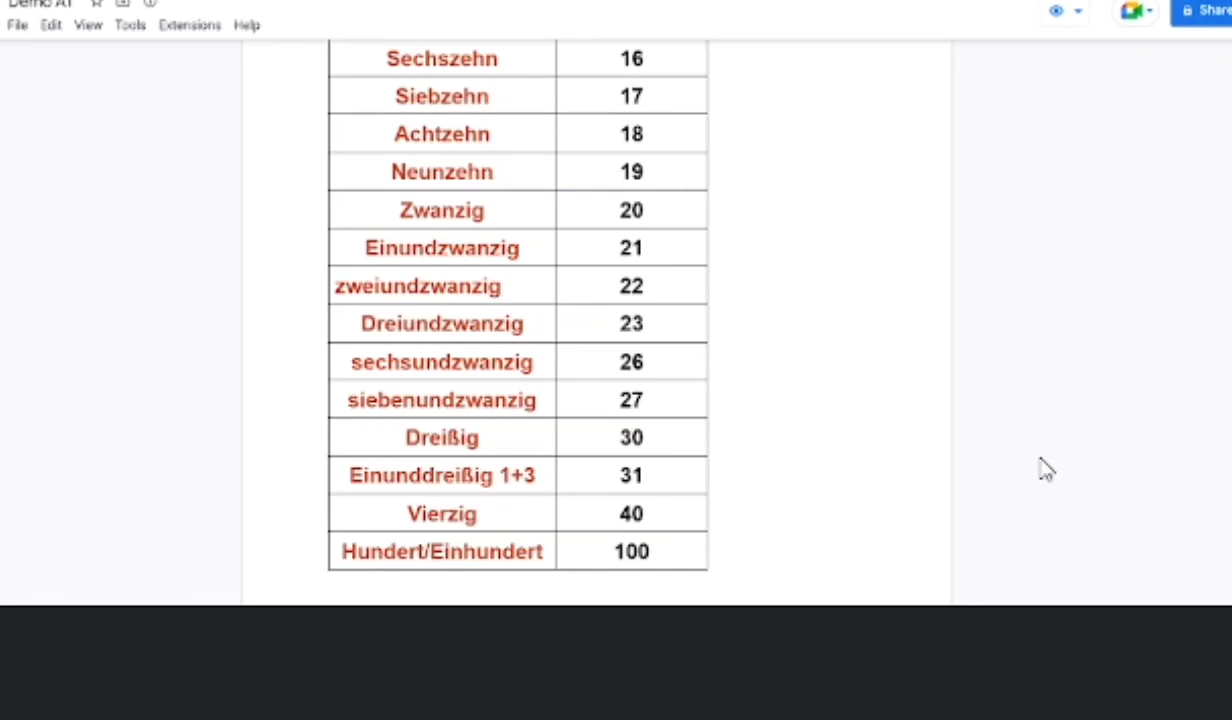 Demo A1
File Edit View Tools Extensions Help
Share
Sechszehn 16
Siebzehn 17
Achtzehn 18
Neunzehn 19
Zwanzig 20
Einundzwanzig 21
zweiundzwanzig 22
Dreiundzwanzig 23
sechsundzwanzig 26
siebenundzwanzig 27
Dreißig 30
Einunddreißig 1+3 31
Vierzig 40
Hundert/Einhundert 100